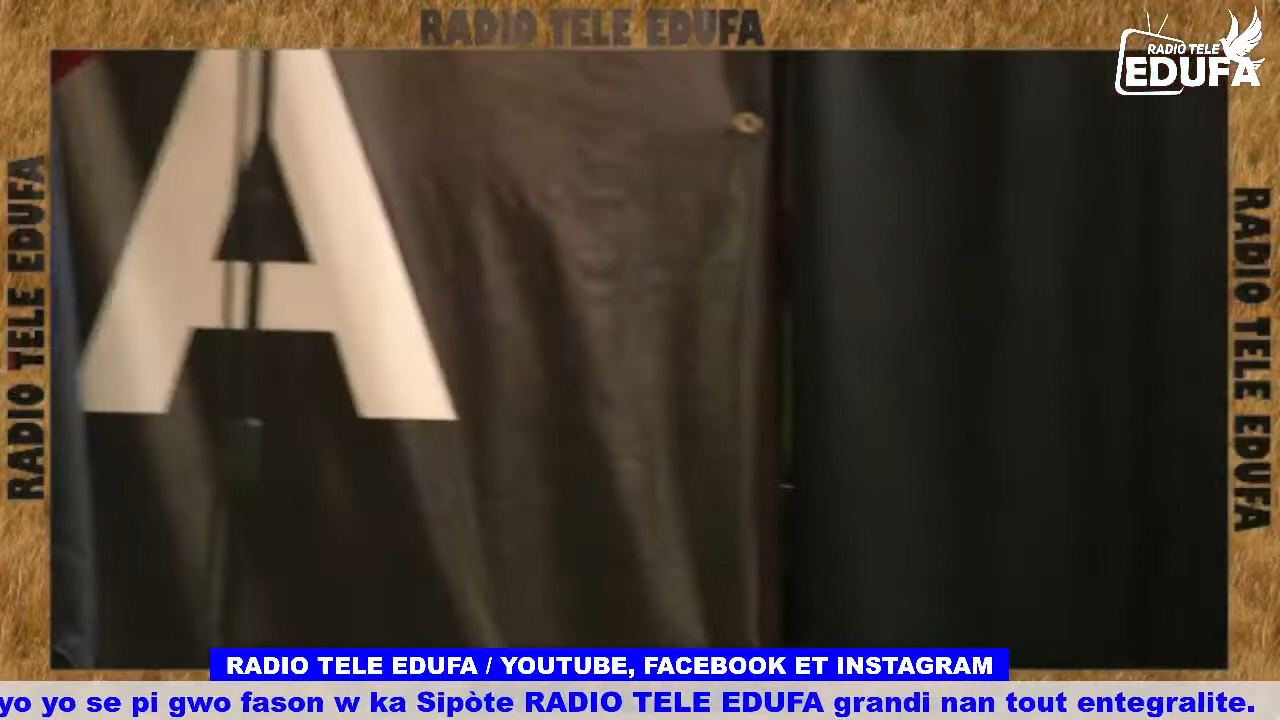 RADIO TELE EDUFA
RADIO TELE
EDUFA
RADIO TELE EDUFA
A
RADIO TELE EDUFA
RADIO TELE EDUFA / YOUTUBE, FACEBOOK ET INSTAGRAM
yo yo se pi gwo fason w ka Sipòte RADIO TELE EDUFA grandi nan tout entegralite.